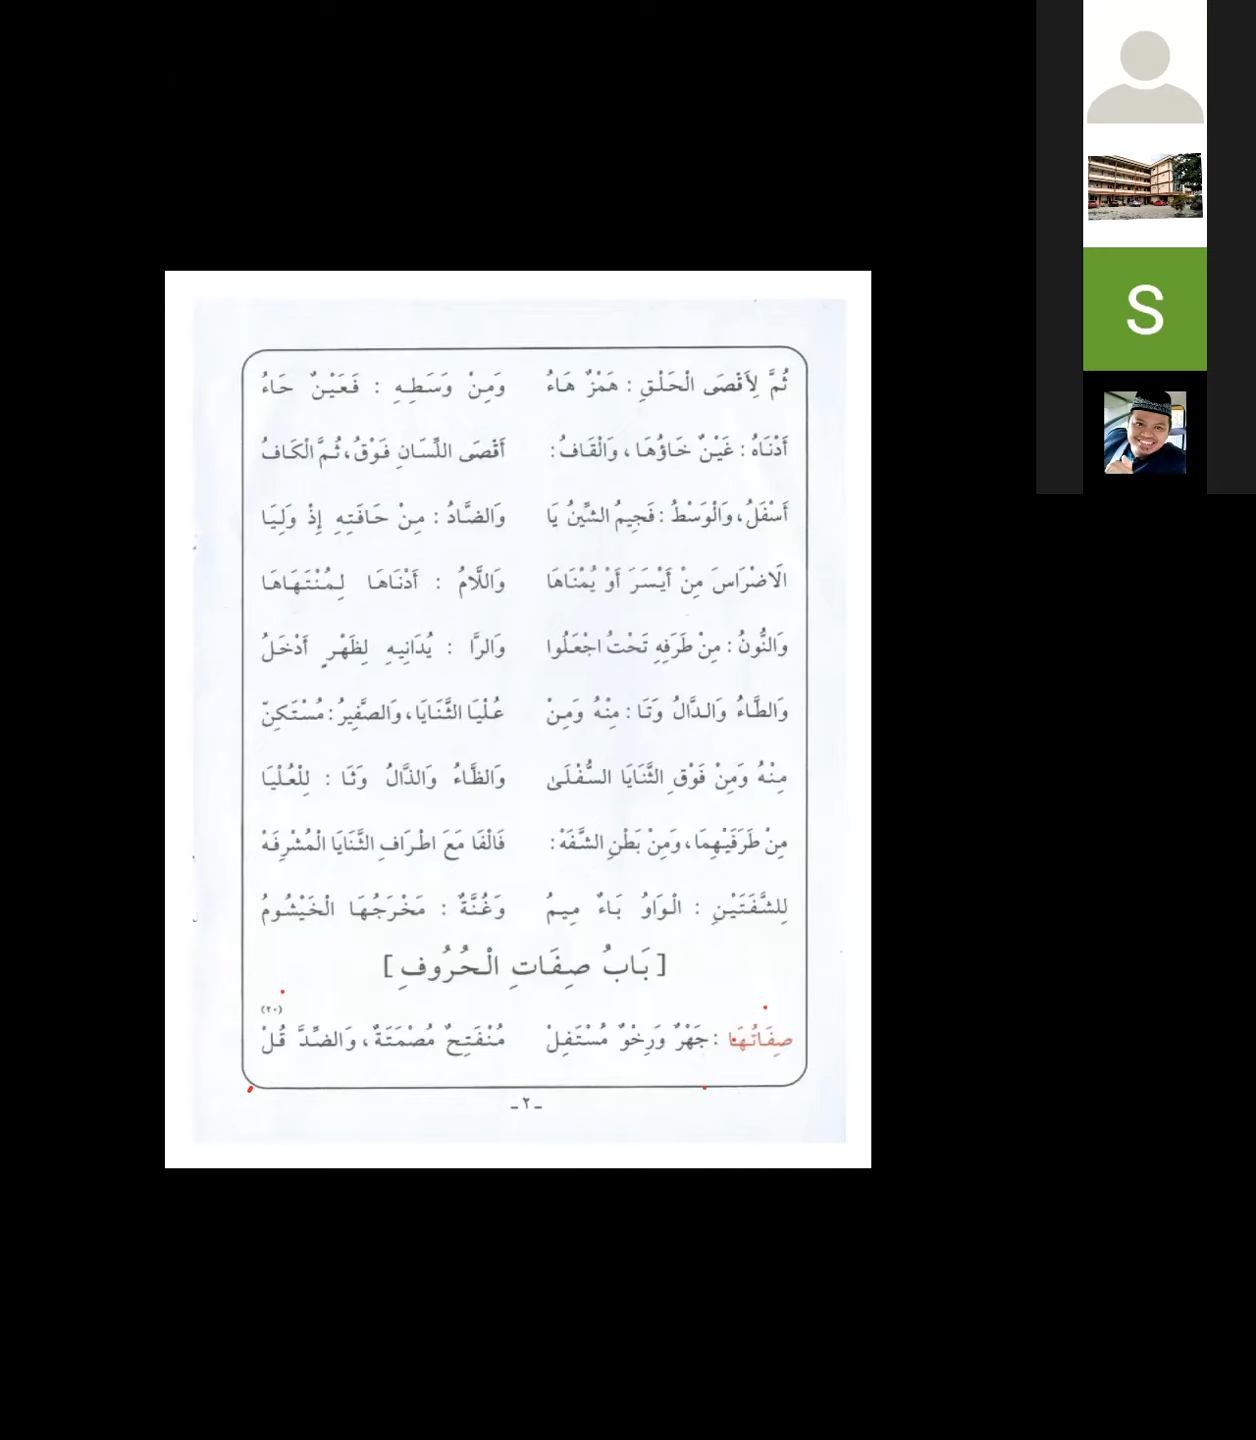 ثُمَّ لِأَقْصَى الْحَلْقِ : هَمْزٌ هَاءُ وَمِنْ وَسَطِهِ : فَعَيْنٌ حَاءُ
أَدْنَاهُ : غَيْنٌ خَاؤُهَا ، وَالْقَافُ : أَقْصَى اللِّسَانِ فَوْقُ ، ثُمَّ الْكَافُ
أَسْفَلُ ، وَالْوَسْطُ : فَجِيمُ الشِّينُ يَا وَالضَّادُ : مِنْ حَافَتِهِ إِذْ وَلِيَا
الَاضْرَاسَ مِنْ أَيْسَرَ أَوْ يُمْنَاهَا وَاللَّامُ : أَدْنَاهَا لِمُنْتَهَاهَا
وَالنُّونُ : مِنْ طَرَفِهِ تَحْتُ اجْعَلُوا وَالرَّا : يُدَانِيهِ لِظَهْرٍ أَدْخَلُ
وَالطَّاءُ وَالدَّالُ وَتَا : مِنْهُ وَمِنْ عُلْيَا الثَّنَايَا ، وَالصَّفِيرُ : مُسْتَكِنّ
مِنْهُ وَمِنْ فَوْقِ الثَّنَايَا السُّفْلَى وَالظَّاءُ وَالذَّالُ وَثَا : لِلْعُلْيَا
مِنْ طَرَفَيْهِمَا ، وَمِنْ بَطْنِ الشَّفَهْ : فَالْفَا مَعَ اطْرَافِ الثَّنَايَا الْمُشْرِفَهْ
لِلشَّفَتَيْنِ : الْوَاوُ بَاءٌ مِيمُ وَغُنَّةٌ : مَخْرَجُهَا الْخَيْشُومُ
[ بَابُ صِفَاتِ الْحُرُوفِ ]
(٢٠)
صِفَاتُهَا : جَهْرٌ وَرِخْوٌ مُسْتَفِلْ مُنْفَتِحٌ مُصْمَتَةٌ ، وَالضِّدَّ قُلْ
- ٢ -
S